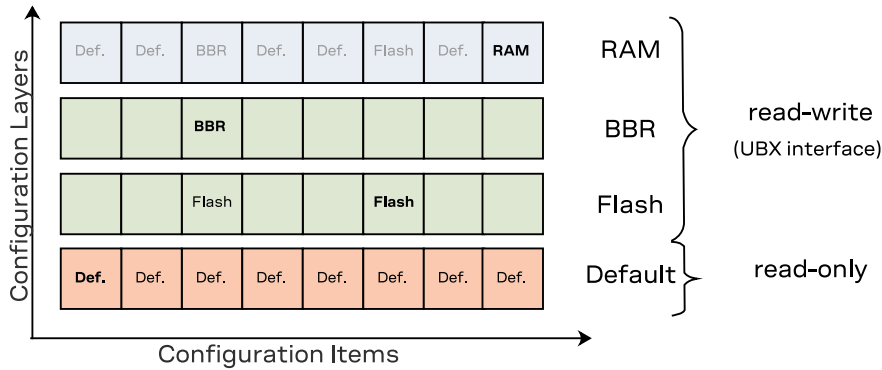 Configuration Layers
Def. Def. BBR Def. Def. Flash Def. RAM
RAM
BBR
BBR
Flash Flash
Flash
Def. Def. Def. Def. Def. Def. Def. Def.
Default
read-write
(UBX interface)
read-only
Configuration Items